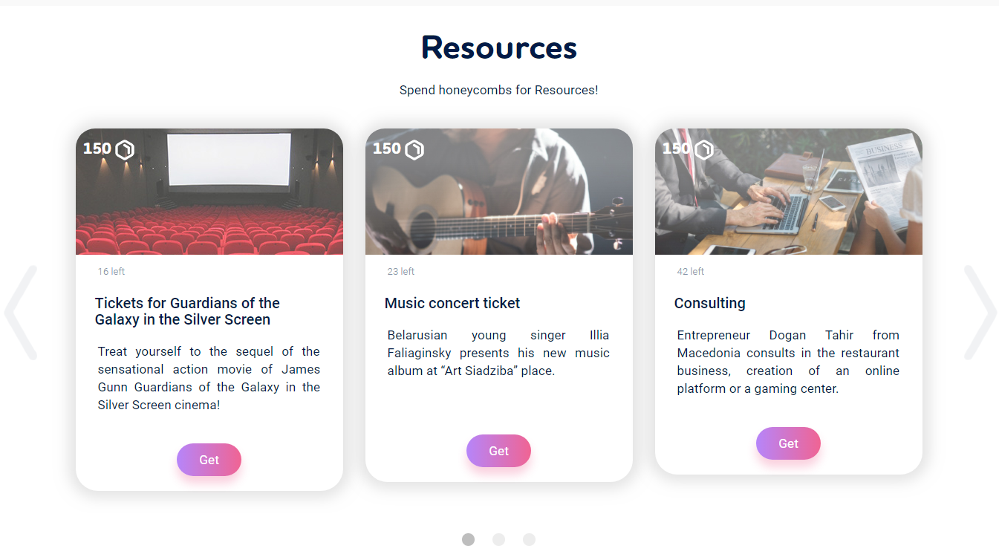 Resources
Spend honeycombs for Resources!
150
16 left
Tickets for Guardians of the
Galaxy in the Silver Screen
Treat yourself to the sequel of the
sensational action movie of James
Gunn Guardians of the Galaxy in the
Silver Screen cinema!
Get
150
23 left
Music concert ticket
Belarusian young singer Illia
Faliaginsky presents his new music
album at “Art Siadziba” place.
Get
150
BUSINESS
42 left
Consulting
Entrepreneur Dogan Tahir from
Macedonia consults in the restaurant
business, creation of an online
platform or a gaming center.
Get